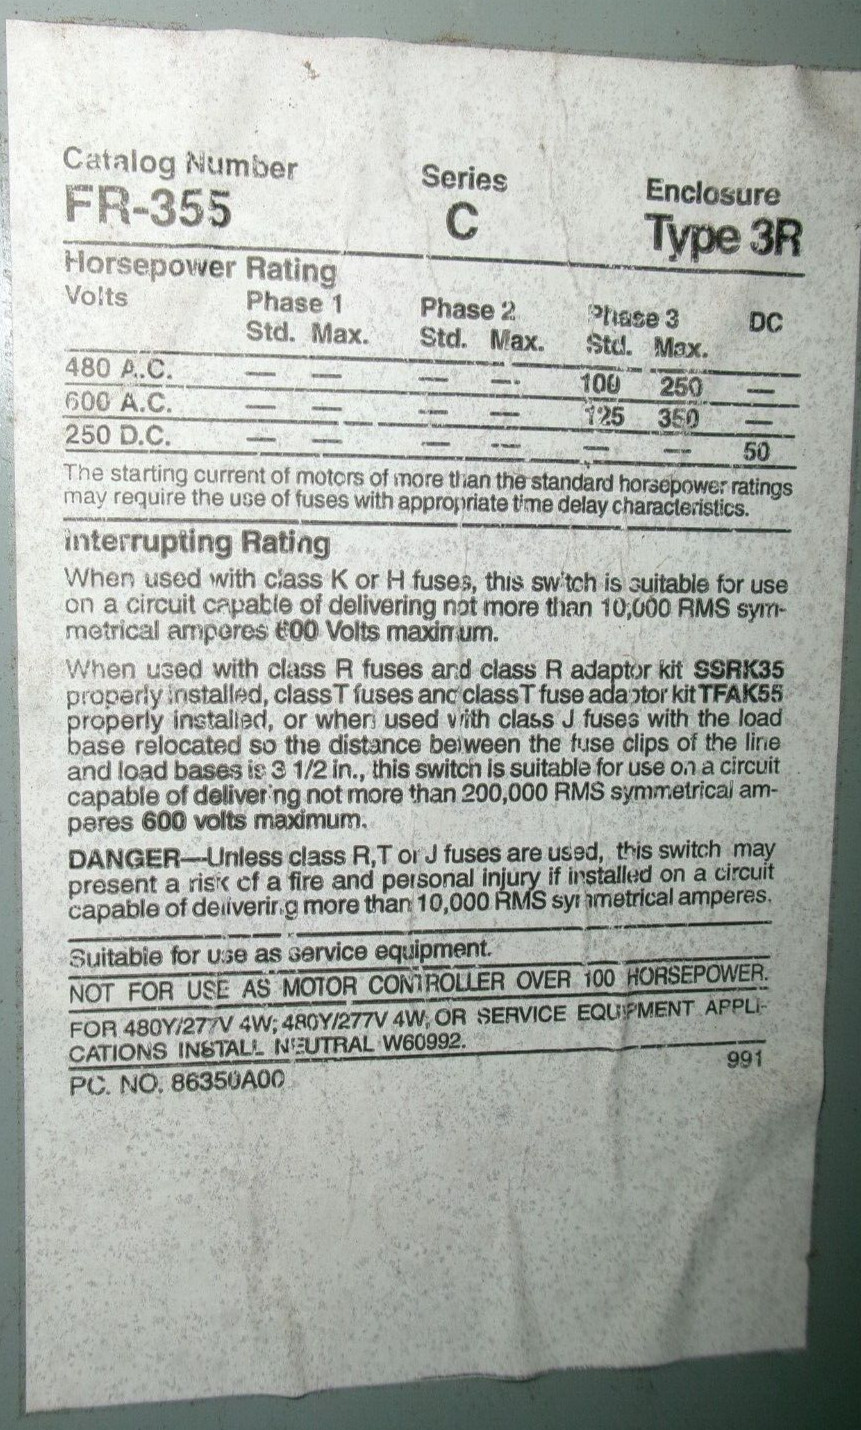 Catalog Number Series Enclosure
FR-355 C Type 3R
Horsepower Rating
Volts Phase 1 Phase 2 Phase 3 DC
Std. Max. Std. Max. Std. Max.
480 A.C. — — — — 100 250 —
600 A.C. — — — — 125 350 —
250 D.C. — — — — — — 50
The starting current of motors of more than the standard horsepower ratings
may require the use of fuses with appropriate time delay characteristics.
Interrupting Rating
When used with class K or H fuses, this switch is suitable for use
on a circuit capable of delivering not more than 10,000 RMS sym-
metrical amperes 600 Volts maximum.
When used with class R fuses and class R adaptor kit SSRK35
properly installed, class T fuses and class T fuse adaptor kit TFAK55
properly installed, or when used with class J fuses with the load
base relocated so the distance between the fuse clips of the line
and load bases is 3 1/2 in., this switch is suitable for use on a circuit
capable of delivering not more than 200,000 RMS symmetrical am-
peres 600 volts maximum.
DANGER—Unless class R,T or J fuses are used, this switch may
present a risk of a fire and personal injury if installed on a circuit
capable of delivering more than 10,000 RMS symmetrical amperes.
Suitable for use as service equipment.
NOT FOR USE AS MOTOR CONTROLLER OVER 100 HORSEPOWER.
FOR 480Y/277V 4W; 480Y/277V 4W, OR SERVICE EQUIPMENT APPLI-
CATIONS INSTALL NEUTRAL W60992.
991
PC. NO. 86350A00